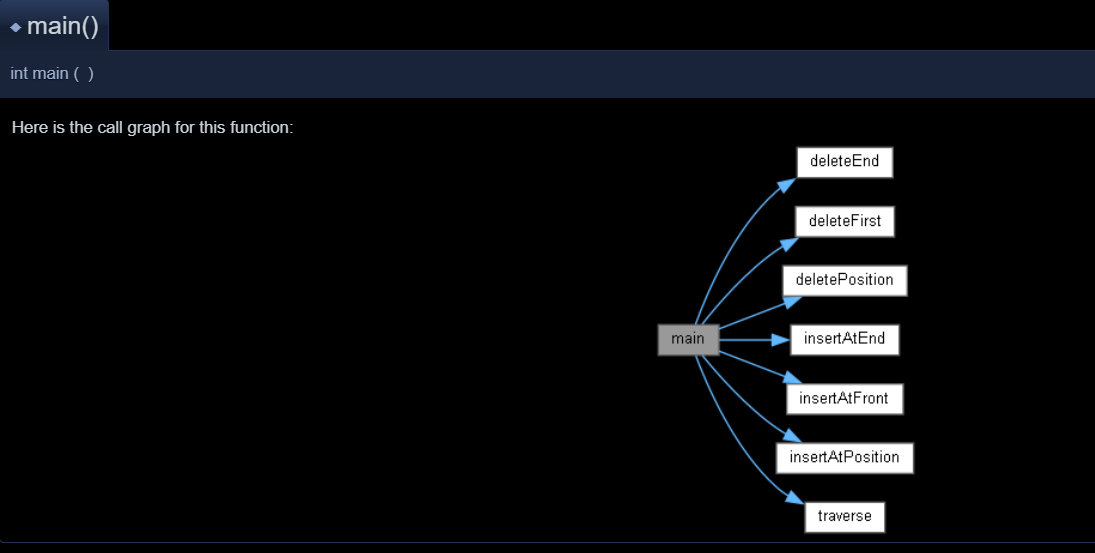 main()
int main ( )
Here is the call graph for this function:
deleteEnd
deleteFirst
deletePosition
main
insertAtEnd
insertAtFront
insertAtPosition
traverse